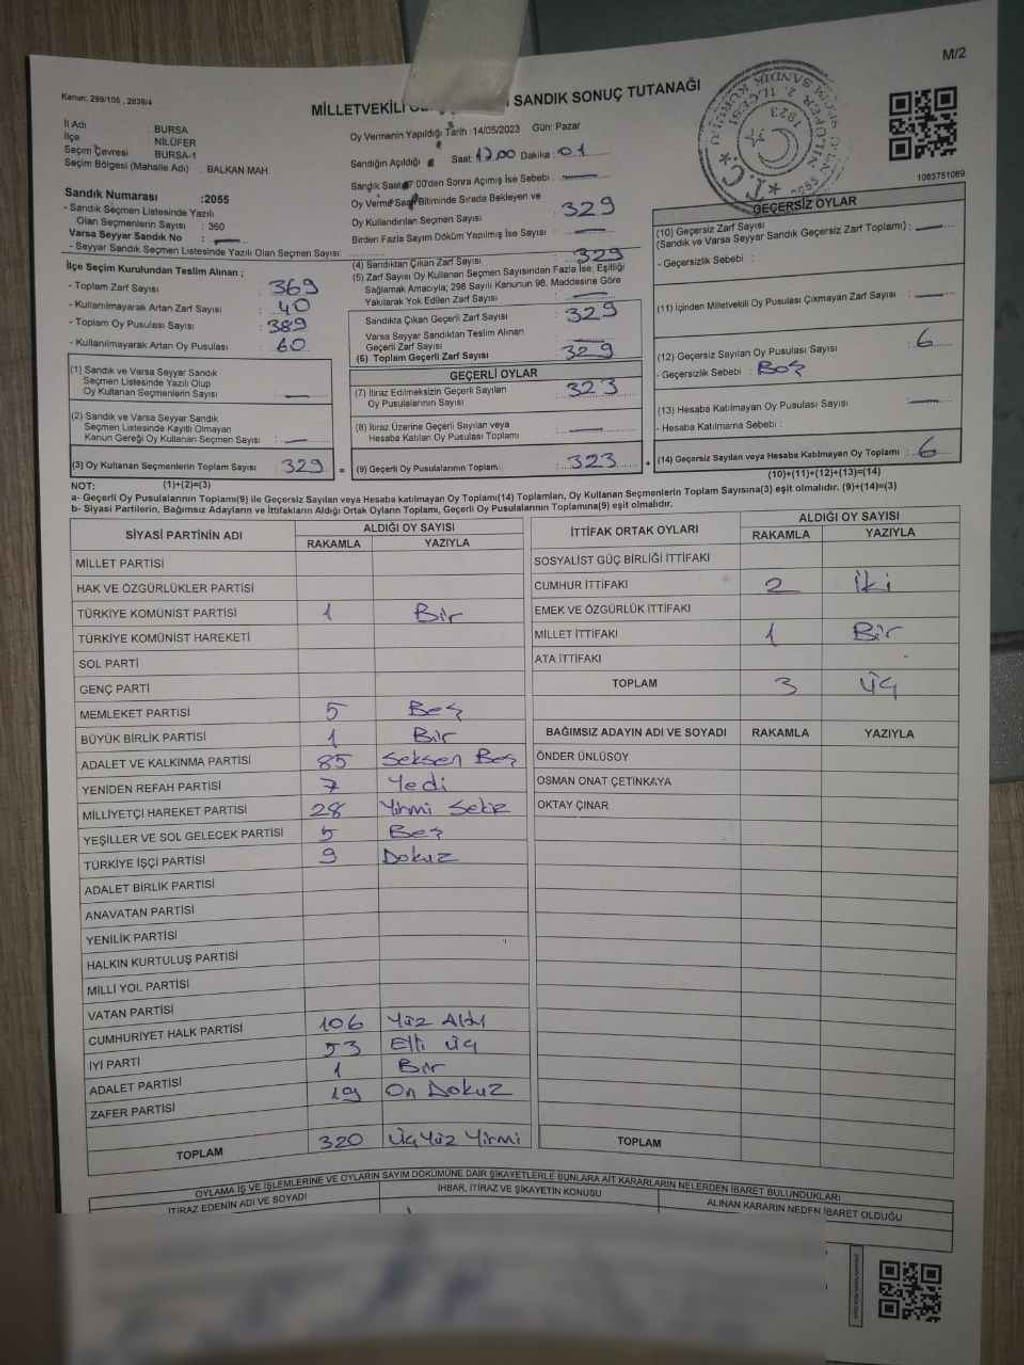 M/2
Kanun: 298/105 , 2839/4
MİLLETVEKİLİ SANDIK SONUÇ TUTANAĞI
İl Adı BURSA
İlçe NİLÜFER
Seçim Çevresi BURSA-1
Seçim Bölgesi (Mahalle Adı) BALKAN MAH.
Sandık Numarası :2055
- Sandık Seçmen Listesinde Yazılı
Olan Seçmenlerin Sayısı : 360
Varsa Seyyar Sandık No : —
- Seyyar Sandık Seçmen Listesinde Yazılı Olan Seçmen Sayısı
Oy Vermenin Yapıldığı Tarih :14/05/2023 Gün: Pazar
Sandığın Açıldığı Saat: 17.00 Dakika: 01
Sandık Saat 17:00'den Sonra Açılmış İse Sebebi : —
Oy Verme Bitiminde Sırada Bekleyen ve
Oy Kullandırılan Seçmen Sayısı 329
Birden Fazla Sayım Döküm Yapılmış İse Sayısı —
1083751089
İlçe Seçim Kurulundan Teslim Alınan ;
- Toplam Zarf Sayısı : 369
- Kullanılmayarak Artan Zarf Sayısı : 40
- Toplam Oy Pusulası Sayısı : 389
- Kullanılmayarak Artan Oy Pusulası : 60
(1) Sandık ve Varsa Seyyar Sandık
Seçmen Listesinde Yazılı Olup
Oy Kullanan Seçmenlerin Sayısı : —
(2) Sandık ve Varsa Seyyar Sandık
Seçmen Listesinde Kayıtlı Olmayan
Kanun Gereği Oy Kullanan Seçmen Sayısı : —
(3) Oy Kullanan Seçmenlerin Toplam Sayısı : 329 =
(4) Sandıktan Çıkan Zarf Sayısı : 329
(5) Zarf Sayısı Oy Kullanan Seçmen Sayısından Fazla İse, Eşitliği
Sağlamak Amacıyla; 298 Sayılı Kanunun 98. Maddesine Göre
Yakılarak Yok Edilen Zarf Sayısı : —
Sandıkta Çıkan Geçerli Zarf Sayısı : 329
Varsa Seyyar Sandıktan Teslim Alınan
Geçerli Zarf Sayısı : —
(6) Toplam Geçerli Zarf Sayısı : 329
GEÇERLİ OYLAR
(7) İtiraz Edilmeksizin Geçerli Sayılan
Oy Pusulalarının Sayısı : 323
(8) İtiraz Üzerine Geçerli Sayılan veya
Hesaba Katılan Oy Pusulası Toplamı : —
(9) Geçerli Oy Pusulalarının Toplamı : 323 +
GEÇERSİZ OYLAR
(10) Geçersiz Zarf Sayısı
(Sandık ve Varsa Seyyar Sandık Geçersiz Zarf Toplamı) : —
- Geçersizlik Sebebi :
(11) İçinden Milletvekili Oy Pusulası Çıkmayan Zarf Sayısı : —
(12) Geçersiz Sayılan Oy Pusulası Sayısı : 6
- Geçersizlik Sebebi : Boş
(13) Hesaba Katılmayan Oy Pusulası Sayısı : —
- Hesaba Katılmama Sebebi :
(14) Geçersiz Sayılan veya Hesaba Katılmayan Oy Toplamı : 6
NOT: (1)+(2)=(3)
(10)+(11)+(12)+(13)=(14)
a- Geçerli Oy Pusulalarının Toplamı(9) ile Geçersiz Sayılan veya Hesaba katılmayan Oy Toplamı(14) Toplamları, Oy Kullanan Seçmenlerin Toplam Sayısına(3) eşit olmalıdır. (9)+(14)=(3)
b- Siyasi Partilerin, Bağımsız Adayların ve İttifakların Aldığı Ortak Oyların Toplamı, Geçerli Oy Pusulalarının Toplamına(9) eşit olmalıdır.
SİYASİ PARTİNİN ADI ALDIĞI OY SAYISI
RAKAMLA YAZIYLA
MİLLET PARTİSİ
HAK VE ÖZGÜRLÜKLER PARTİSİ
TÜRKİYE KOMÜNİST PARTİSİ 1 Bir
TÜRKİYE KOMÜNİST HAREKETİ
SOL PARTİ
GENÇ PARTİ
MEMLEKET PARTİSİ 5 Beş
BÜYÜK BİRLİK PARTİSİ 1 Bir
ADALET VE KALKINMA PARTİSİ 85 Seksen Beş
YENİDEN REFAH PARTİSİ 7 Yedi
MİLLİYETÇİ HAREKET PARTİSİ 28 Yirmi Sekiz
YEŞİLLER VE SOL GELECEK PARTİSİ 5 Beş
TÜRKİYE İŞÇİ PARTİSİ 9 Dokuz
ADALET BİRLİK PARTİSİ
ANAVATAN PARTİSİ
YENİLİK PARTİSİ
HALKIN KURTULUŞ PARTİSİ
MİLLİ YOL PARTİSİ
VATAN PARTİSİ
CUMHURİYET HALK PARTİSİ 106 Yüz Altı
İYİ PARTİ 53 Elli üç
ADALET PARTİSİ 1 Bir
ZAFER PARTİSİ 19 On Dokuz
TOPLAM 320 Üç Yüz Yirmi
İTTİFAK ORTAK OYLARI ALDIĞI OY SAYISI
RAKAMLA YAZIYLA
SOSYALİST GÜÇ BİRLİĞİ İTTİFAKI
CUMHUR İTTİFAKI 2 İki
EMEK VE ÖZGÜRLÜK İTTİFAKI
MİLLET İTTİFAKI 1 Bir
ATA İTTİFAKI
TOPLAM 3 Üç
BAĞIMSIZ ADAYIN ADI VE SOYADI RAKAMLA YAZIYLA
ÖNDER ÜNLÜSOY
OSMAN ONAT ÇETİNKAYA
OKTAY ÇINAR
TOPLAM
OYLAMA İŞ VE İŞLEMLERİNE VE OYLARIN SAYIM DÖKÜMÜNE DAİR ŞİKAYETLERLE BUNLARA AİT KARARLARIN NELERDEN İBARET BULUNDUKLARI
İTİRAZ EDENİN ADI VE SOYADI İHBAR, İTİRAZ VE ŞİKAYETİN KONUSU ALINAN KARARIN NEDEN İBARET OLDUĞU